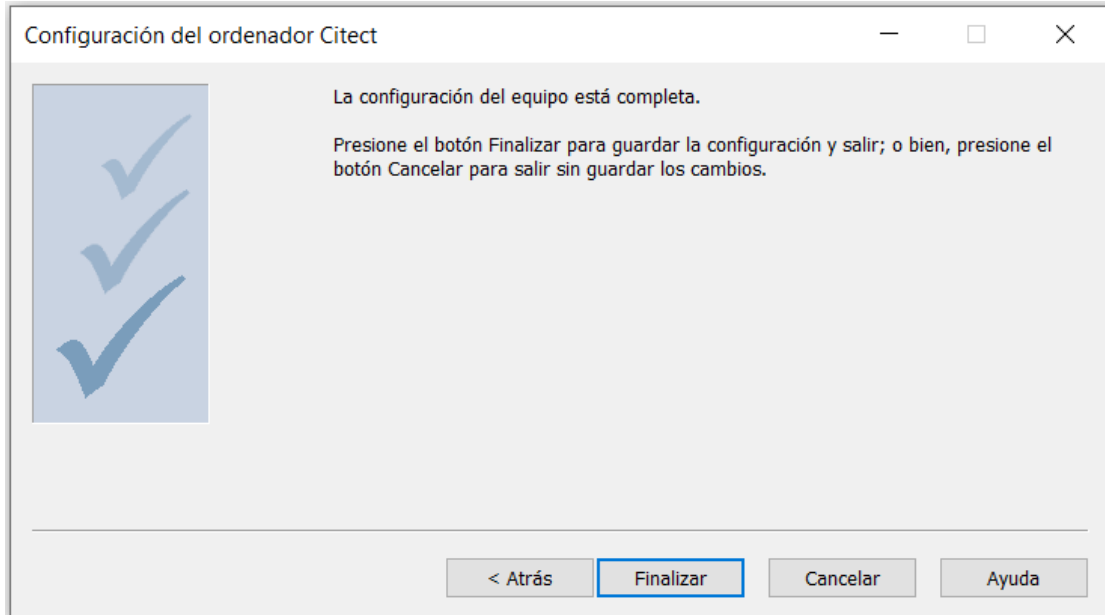 Configuración del ordenador Citect
La configuración del equipo está completa.
Presione el botón Finalizar para guardar la configuración y salir; o bien, presione el
botón Cancelar para salir sin guardar los cambios.
< Atrás
Finalizar
Cancelar
Ayuda